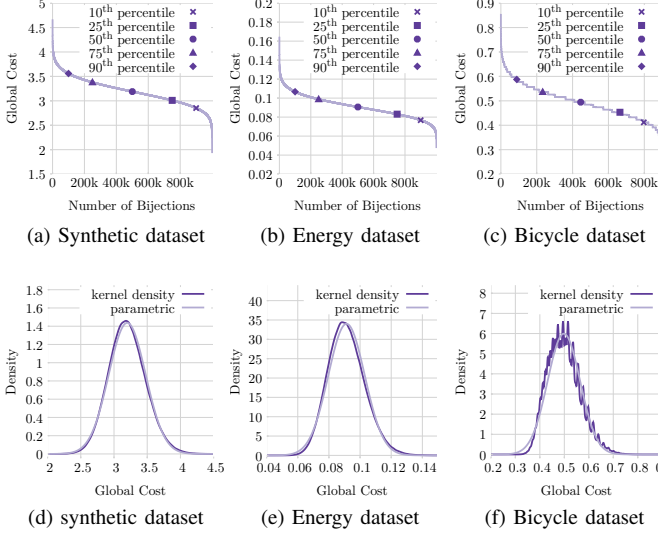 5
4.5
4
3.5
3
2.5
2
1.5
Global Cost
0 200k 400k 600k 800k
Number of Bijections
10th percentile
25th percentile
50th percentile
75th percentile
90th percentile
(a) Synthetic dataset
0.2
0.18
0.16
0.14
0.12
0.1
0.08
0.06
0.04
0.02
Global Cost
0 200k 400k 600k 800k
Number of Bijections
10th percentile
25th percentile
50th percentile
75th percentile
90th percentile
(b) Energy dataset
0.9
0.8
0.7
0.6
0.5
0.4
0.3
0.2
Global Cost
0 200k 400k 600k 800k
Number of Bijections
10th percentile
25th percentile
50th percentile
75th percentile
90th percentile
(c) Bicycle dataset
1.8
1.6
1.4
1.2
1
0.8
0.6
0.4
0.2
0
Density
2 2.5 3 3.5 4 4.5
Global Cost
kernel density
parametric
(d) synthetic dataset
40
35
30
25
20
15
10
5
0
Density
0.04 0.06 0.08 0.1 0.12 0.14
Global Cost
kernel density
parametric
(e) Energy dataset
8
7
6
5
4
3
2
1
0
Density
0.2 0.3 0.4 0.5 0.6 0.7 0.8
Global Cost
kernel density
parametric
(f) Bicycle dataset